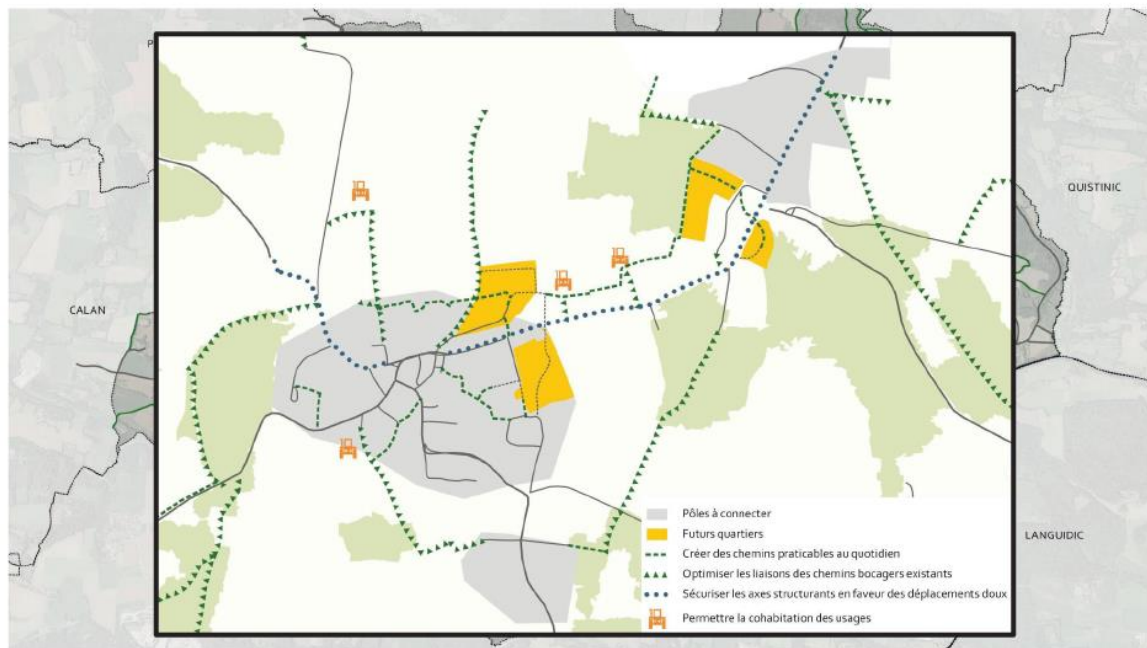 P
QUISTINIC
CALAN
LANGUIDIC
Pôles à connecter
Futurs quartiers
Créer des chemins praticables au quotidien
Optimiser les liaisons des chemins bocagers existants
Sécuriser les axes structurants en faveur des déplacements doux
Permettre la cohabitation des usages